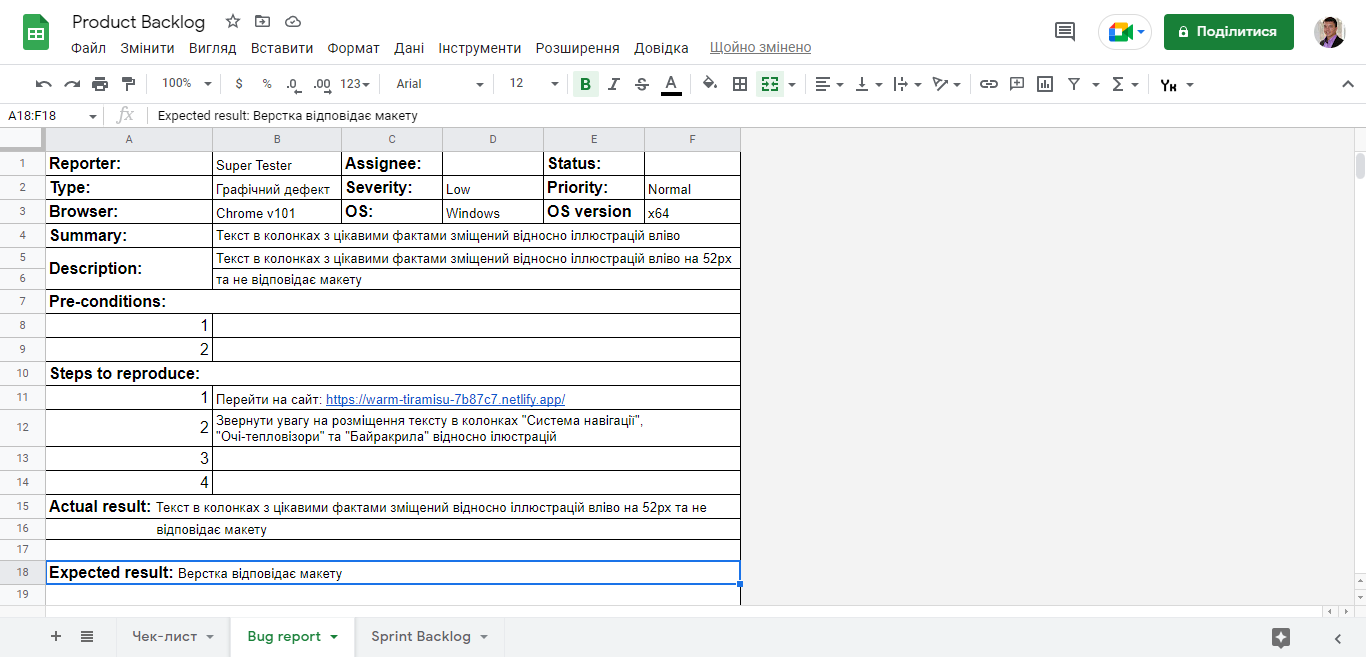 Product Backlog
Файл Змінити Вигляд Вставити Формат Дані Інструменти Розширення Довідка Щойно змінено
Поділитися
100% $ % .0 .00 123 Arial 12 B I S A Σ Ун
A18:F18 fx Expected result: Верстка відповідає макету
A B C D E F
1 Reporter: Super Tester Assignee: Status:
2 Type: Графічний дефект Severity: Low Priority: Normal
3 Browser: Chrome v101 OS: Windows OS version x64
4 Summary: Текст в колонках з цікавими фактами зміщений відносно іллюстрацій вліво
5 Description: Текст в колонках з цікавими фактами зміщений відносно іллюстрацій вліво на 52px
6 та не відповідає макету
7 Pre-conditions:
8 1
9 2
10 Steps to reproduce:
11 1 Перейти на сайт: https://warm-tiramisu-7b87c7.netlify.app/
12 2 Звернути увагу на розміщення тексту в колонках "Система навігації",
"Очі-тепловізори" та "Байракрила" відносно ілюстрацій
13 3
14 4
15 Actual result: Текст в колонках з цікавими фактами зміщений відносно іллюстрацій вліво на 52px та не
16 відповідає макету
17
18 Expected result: Верстка відповідає макету
19
Чек-лист Bug report Sprint Backlog